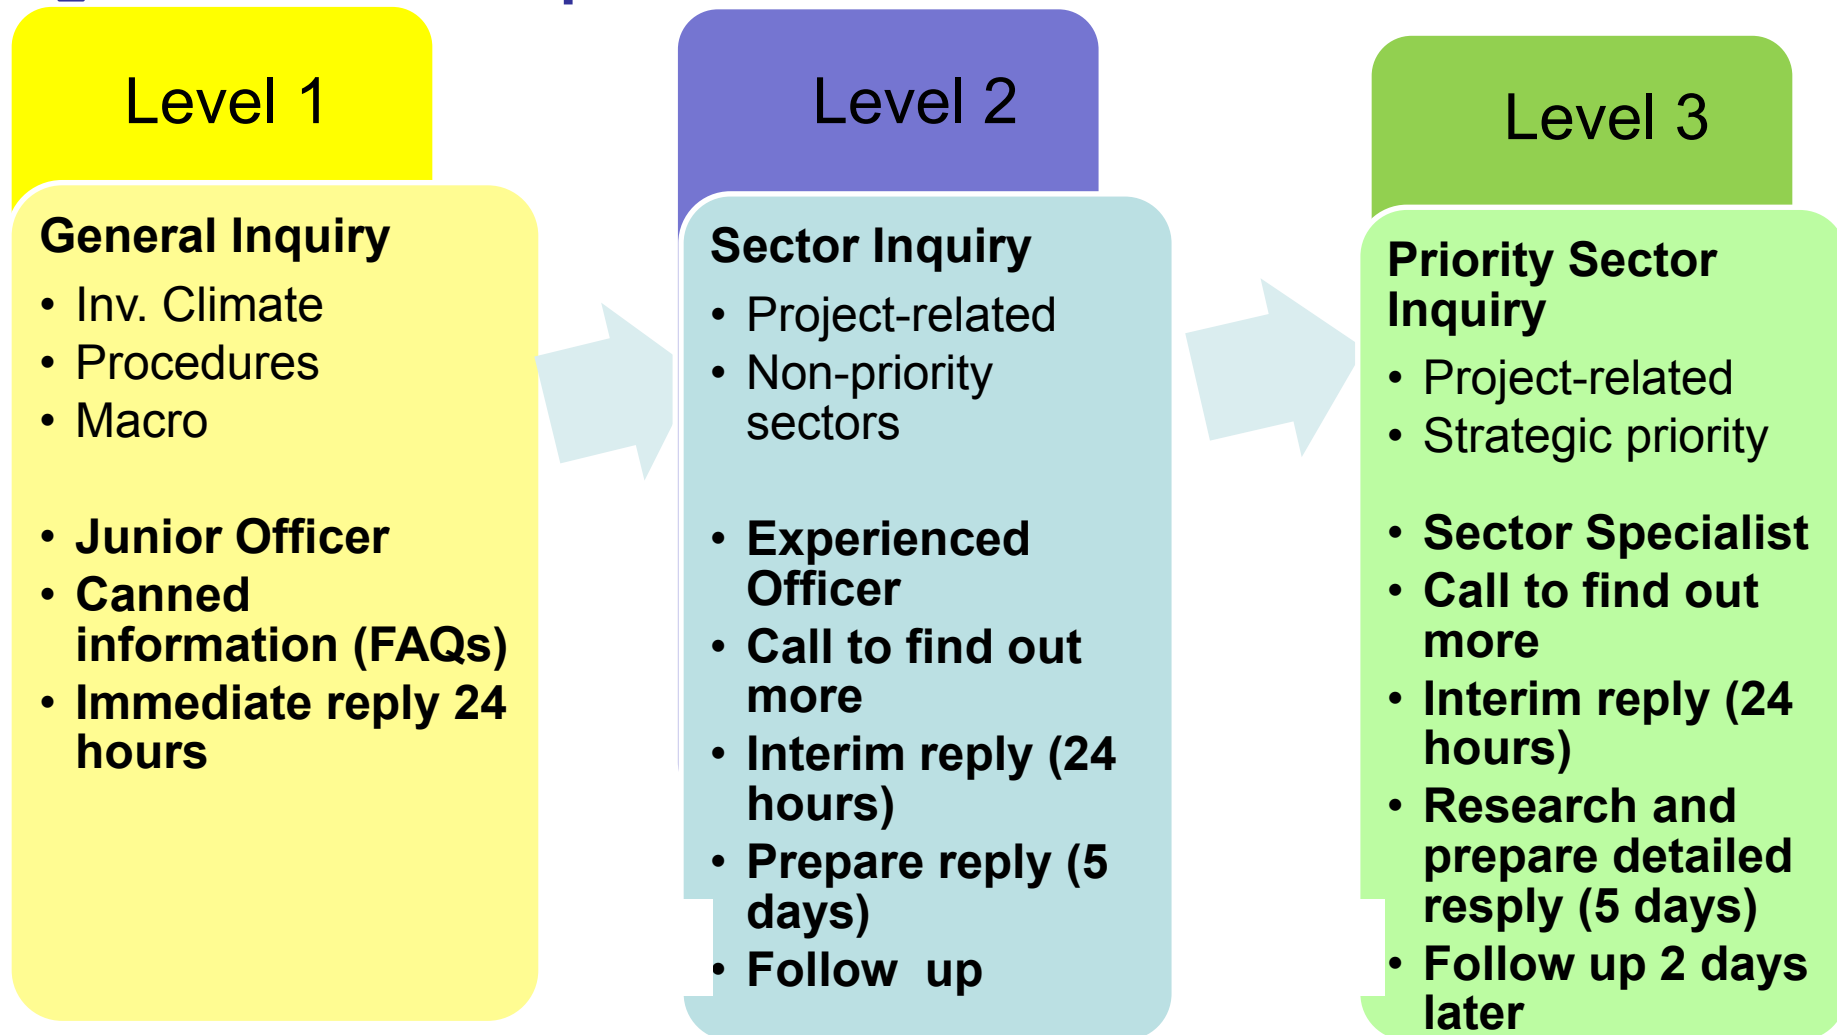 Level 1
General Inquiry
• Inv. Climate
• Procedures
• Macro
• Junior Officer
• Canned
information (FAQs)
• Immediate reply 24
hours
Level 2
Sector Inquiry
• Project-related
• Non-priority
sectors
• Experienced
Officer
• Call to find out
more
• Interim reply (24
hours)
• Prepare reply (5
days)
• Follow  up
Level 3
Priority Sector
Inquiry
• Project-related
• Strategic priority
• Sector Specialist
• Call to find out
more
• Interim reply (24
hours)
• Research and
prepare detailed
resply (5 days)
• Follow up 2 days
later